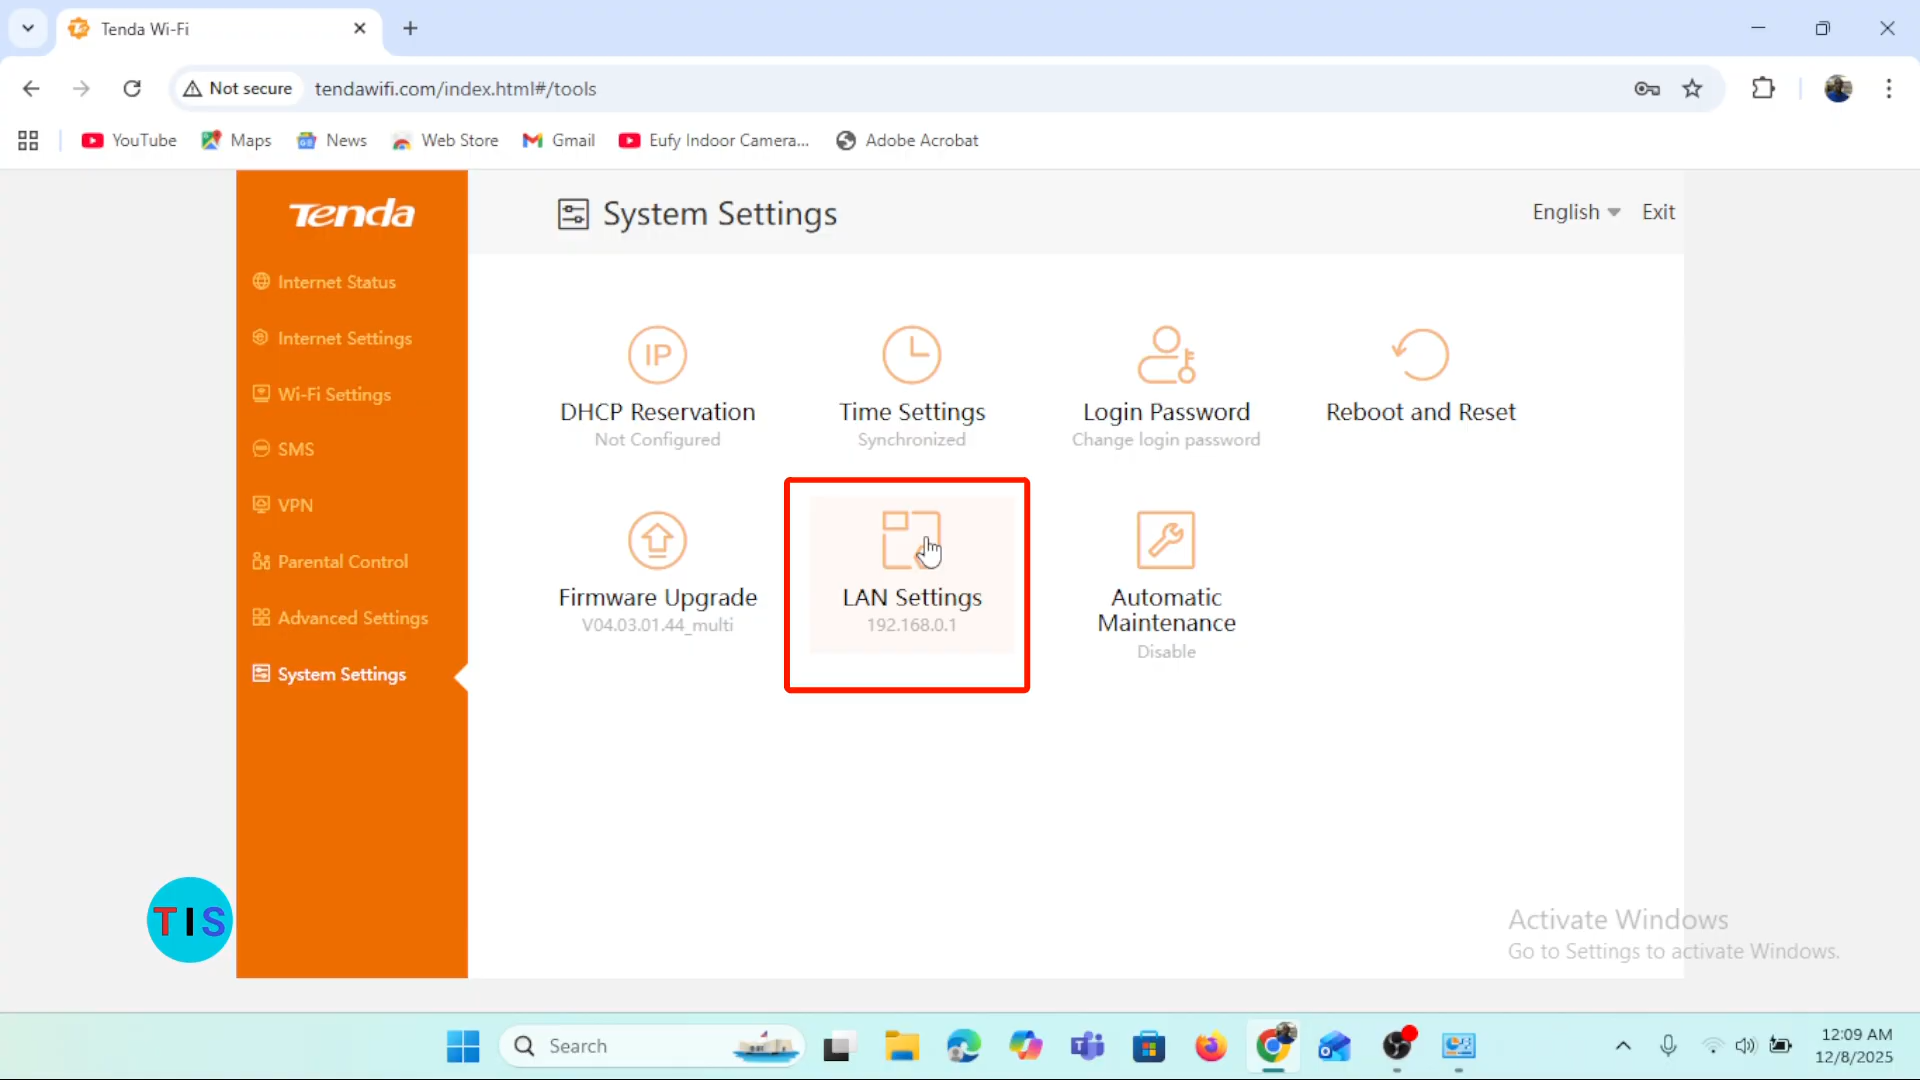 Tenda Wi-Fi
Not secure
tendawifi.com/index.html#/tools
YouTube
Maps
News
Web Store
Gmail
Eufy Indoor Camera...
Adobe Acrobat
Tenda
System Settings
English
Exit
Internet Status
Internet Settings
Wi-Fi Settings
SMS
VPN
Parental Control
Advanced Settings
System Settings
IP
DHCP Reservation
Not Configured
Time Settings
Synchronized
Login Password
Change login password
Reboot and Reset
Firmware Upgrade
V04.03.01.44_multi
LAN Settings
192.168.0.1
Automatic
Maintenance
Disable
TIS
Activate Windows
Go to Settings to activate Windows.
Search
12:09 AM
12/8/2025